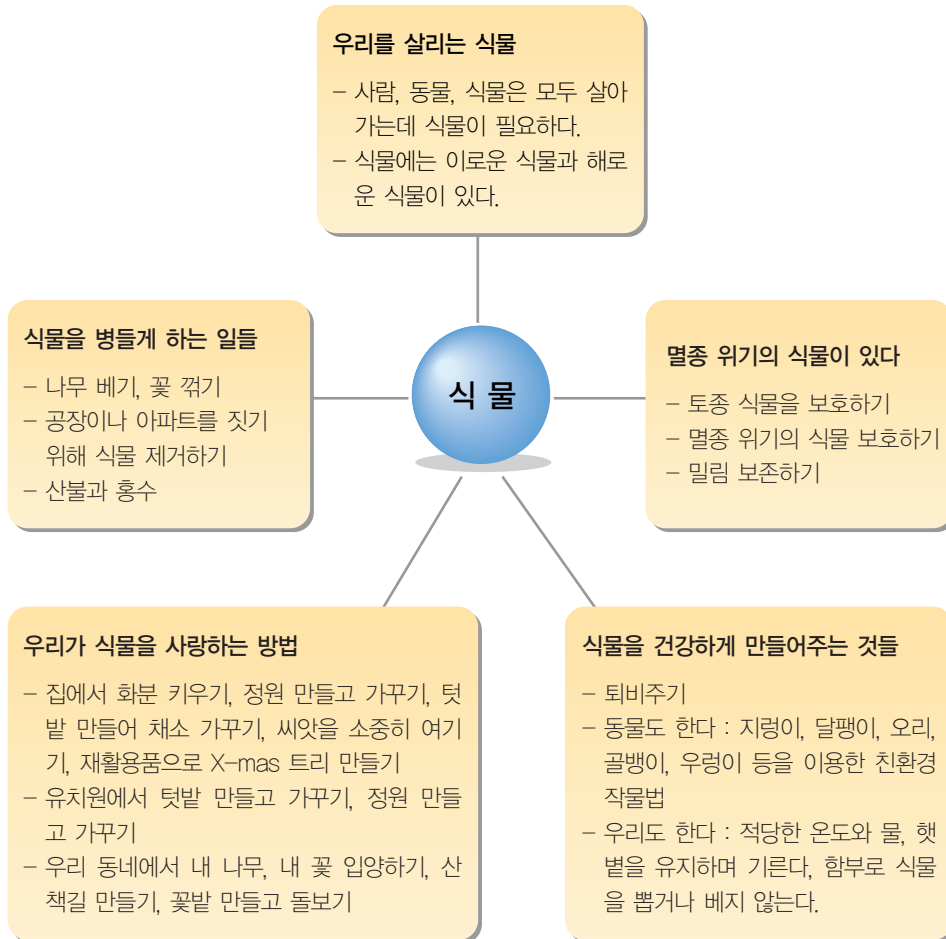 우리를 살리는 식물
- 사람, 동물, 식물은 모두 살아
가는데 식물이 필요하다.
- 식물에는 이로운 식물과 해로
운 식물이 있다.
식물을 병들게 하는 일들
- 나무 베기, 꽃 꺾기
- 공장이나 아파트를 짓기
위해 식물 제거하기
- 산불과 홍수
식 물
멸종 위기의 식물이 있다
- 토종 식물을 보호하기
- 멸종 위기의 식물 보호하기
- 밀림 보존하기
우리가 식물을 사랑하는 방법
- 집에서 화분 키우기, 정원 만들고 가꾸기, 텃
밭 만들어 채소 가꾸기, 씨앗을 소중히 여기
기, 재활용품으로 X-mas 트리 만들기
- 유치원에서 텃밭 만들고 가꾸기, 정원 만들
고 가꾸기
- 우리 동네에서 내 나무, 내 꽃 입양하기, 산
책길 만들기, 꽃밭 만들고 돌보기
식물을 건강하게 만들어주는 것들
- 퇴비주기
- 동물도 한다 : 지렁이, 달팽이, 오리,
골뱅이, 우렁이 등을 이용한 친환경
작물법
- 우리도 한다 : 적당한 온도와 물, 햇
볕을 유지하며 기른다, 함부로 식물
을 뽑거나 베지 않는다.